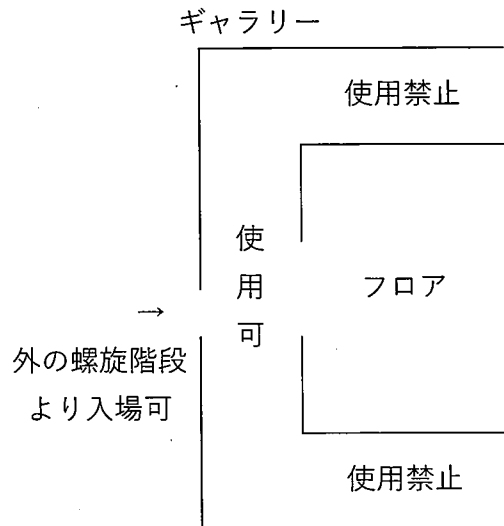 ギャラリー
使用禁止
使用可
フロア
→
外の螺旋階段
より入場可
使用禁止